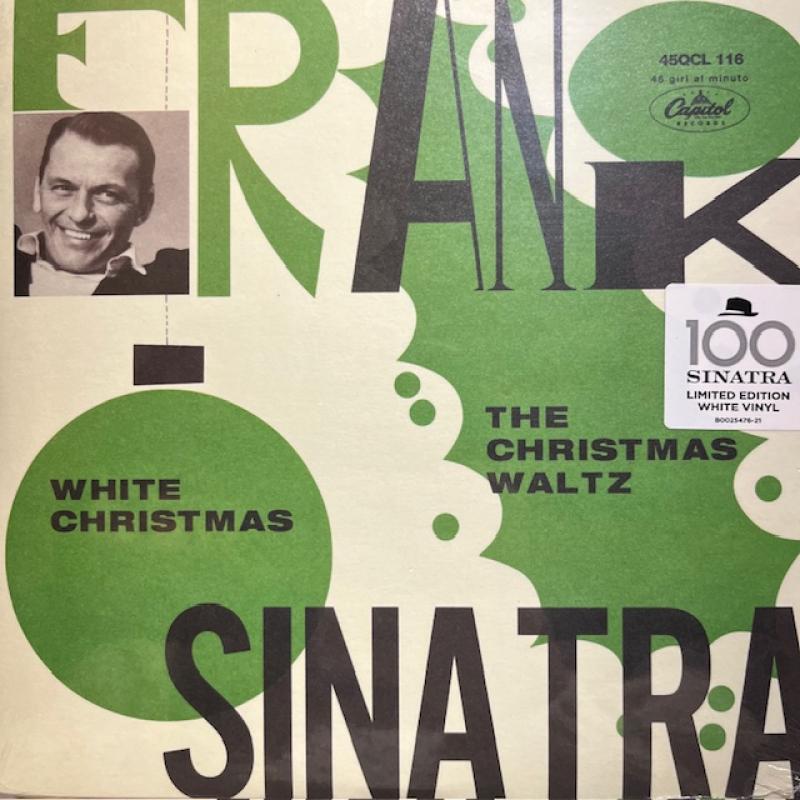 FRANK
45QCL 116
45 giri al minuto
Capitol
RECORDS
100
SINATRA
LIMITED EDITION
WHITE VINYL
B0025476-21
THE
CHRISTMAS
WALTZ
WHITE
CHRISTMAS
SINATRA